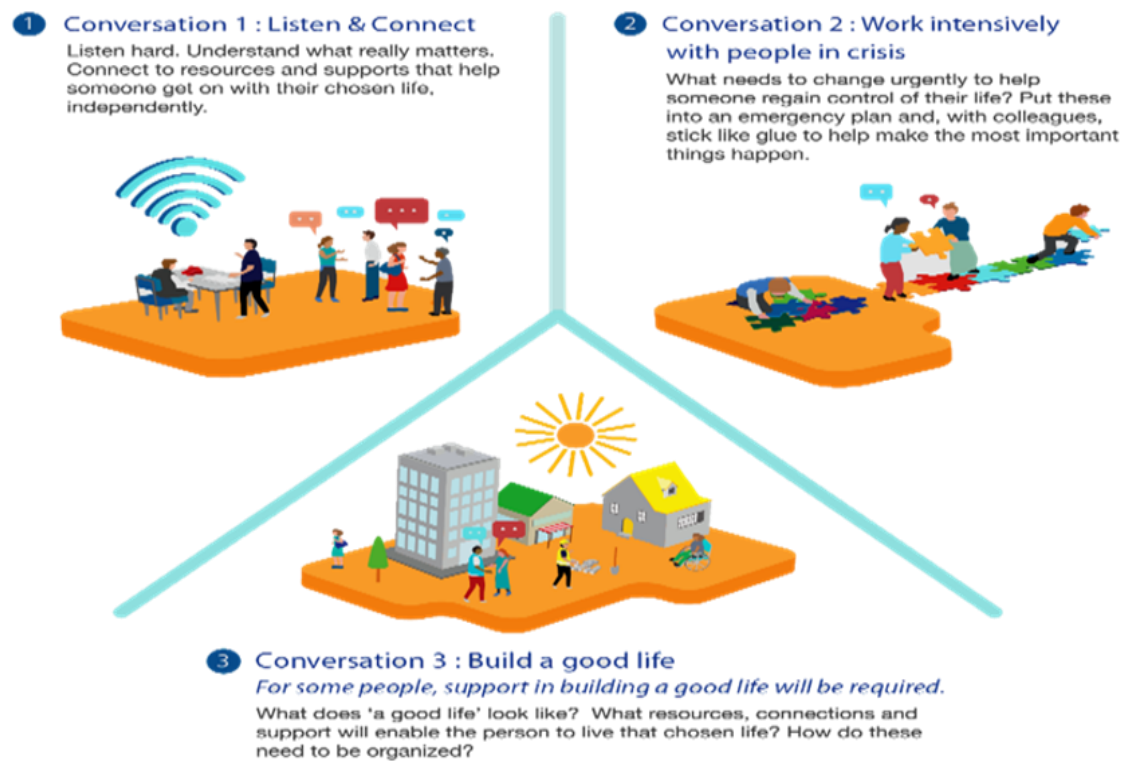 1 Conversation 1 : Listen & Connect
Listen hard. Understand what really matters.
Connect to resources and supports that help
someone get on with their chosen life,
independently.
2 Conversation 2 : Work intensively
with people in crisis
What needs to change urgently to help
someone regain control of their life? Put these
into an emergency plan and, with colleagues,
stick like glue to help make the most important
things happen.
3 Conversation 3 : Build a good life
For some people, support in building a good life will be required.
What does 'a good life' look like? What resources, connections and
support will enable the person to live that chosen life? How do these
need to be organized?